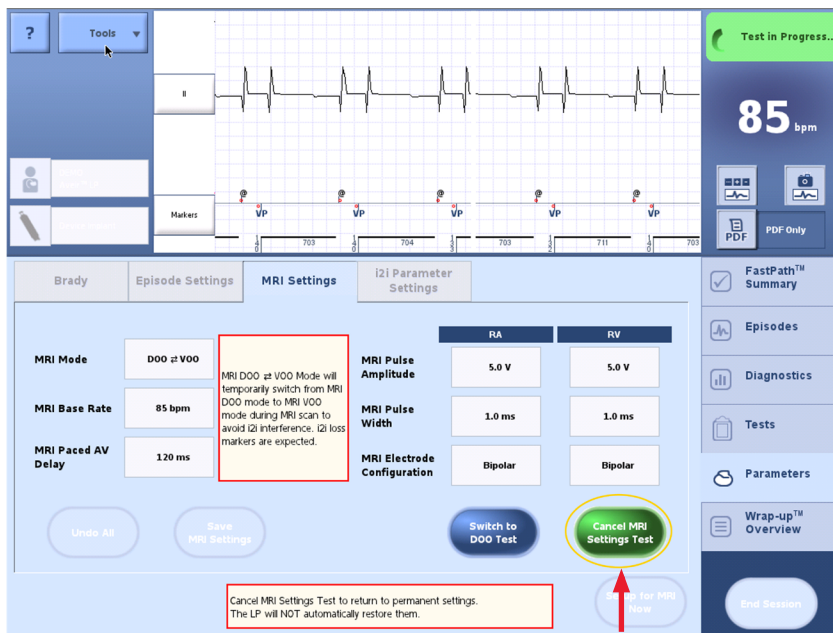 ?
Tools
Test in Progress..
II
85 bpm
Markers
@ @ @ @ @
VP VP VP VP VP
703 704 703 711 703
PDF
PDF Only
Brady
Episode Settings
MRI Settings
i2i Parameter
Settings
FastPath™
Summary
Episodes
Diagnostics
Tests
Parameters
Wrap-up™
Overview
RA
RV
MRI Mode
DOO ⇄ VOO
MRI Base Rate
85 bpm
MRI Paced AV
Delay
120 ms
MRI DOO ⇄ VOO Mode will
temporarily switch from MRI
DOO mode to MRI VOO
mode during MRI scan to
avoid i2i interference. i2i loss
markers are expected.
MRI Pulse
Amplitude
5.0 V
5.0 V
MRI Pulse
Width
1.0 ms
1.0 ms
MRI Electrode
Configuration
Bipolar
Bipolar
Undo All
Save
MRI Settings
Switch to
DOO Test
Cancel MRI
Settings Test
Cancel MRI Settings Test to return to permanent settings.
The LP will NOT automatically restore them.
for MRI
Now
End Session